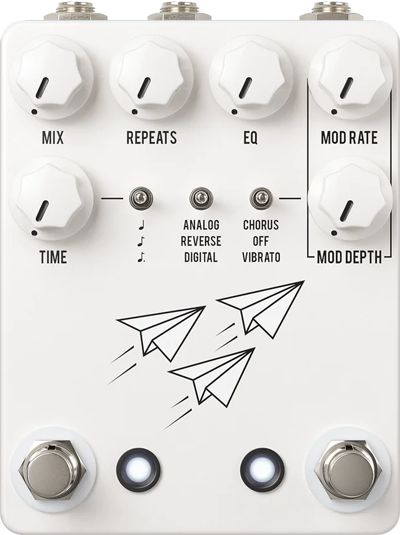 MIX
REPEATS
EQ
MOD RATE
TIME
♩
♪
♪.
ANALOG
REVERSE
DIGITAL
CHORUS
OFF
VIBRATO
MOD DEPTH